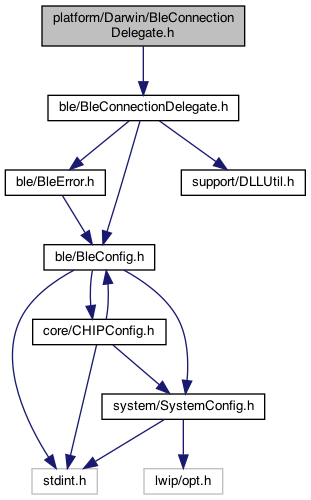 platform/Darwin/BleConnection
Delegate.h
ble/BleConnectionDelegate.h
ble/BleError.h
support/DLLUtil.h
ble/BleConfig.h
core/CHIPConfig.h
system/SystemConfig.h
stdint.h
lwip/opt.h